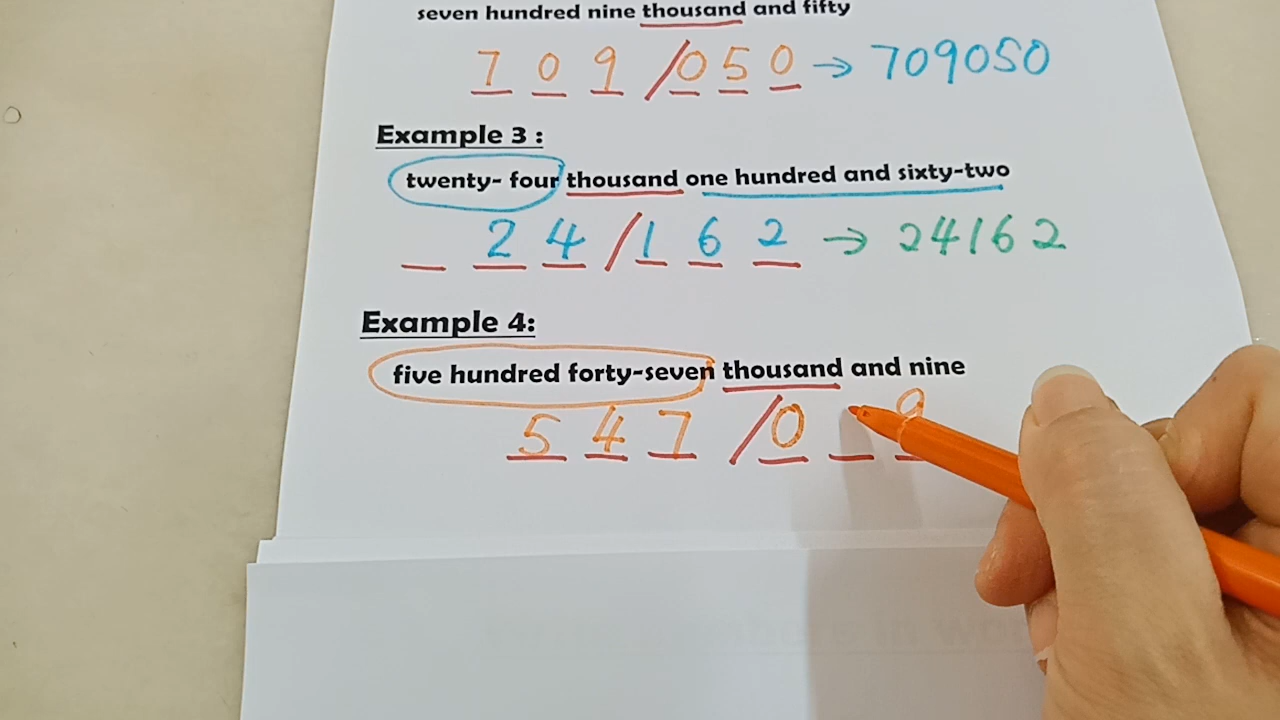 seven hundred nine thousand and fifty
7 0 9 / 0 5 0 → 709050
Example 3 :
twenty- four thousand one hundred and sixty-two
_ 2 4 / 1 6 2 → 24162
Example 4:
five hundred forty-seven thousand and nine
5 4 7 / 0 _ 9